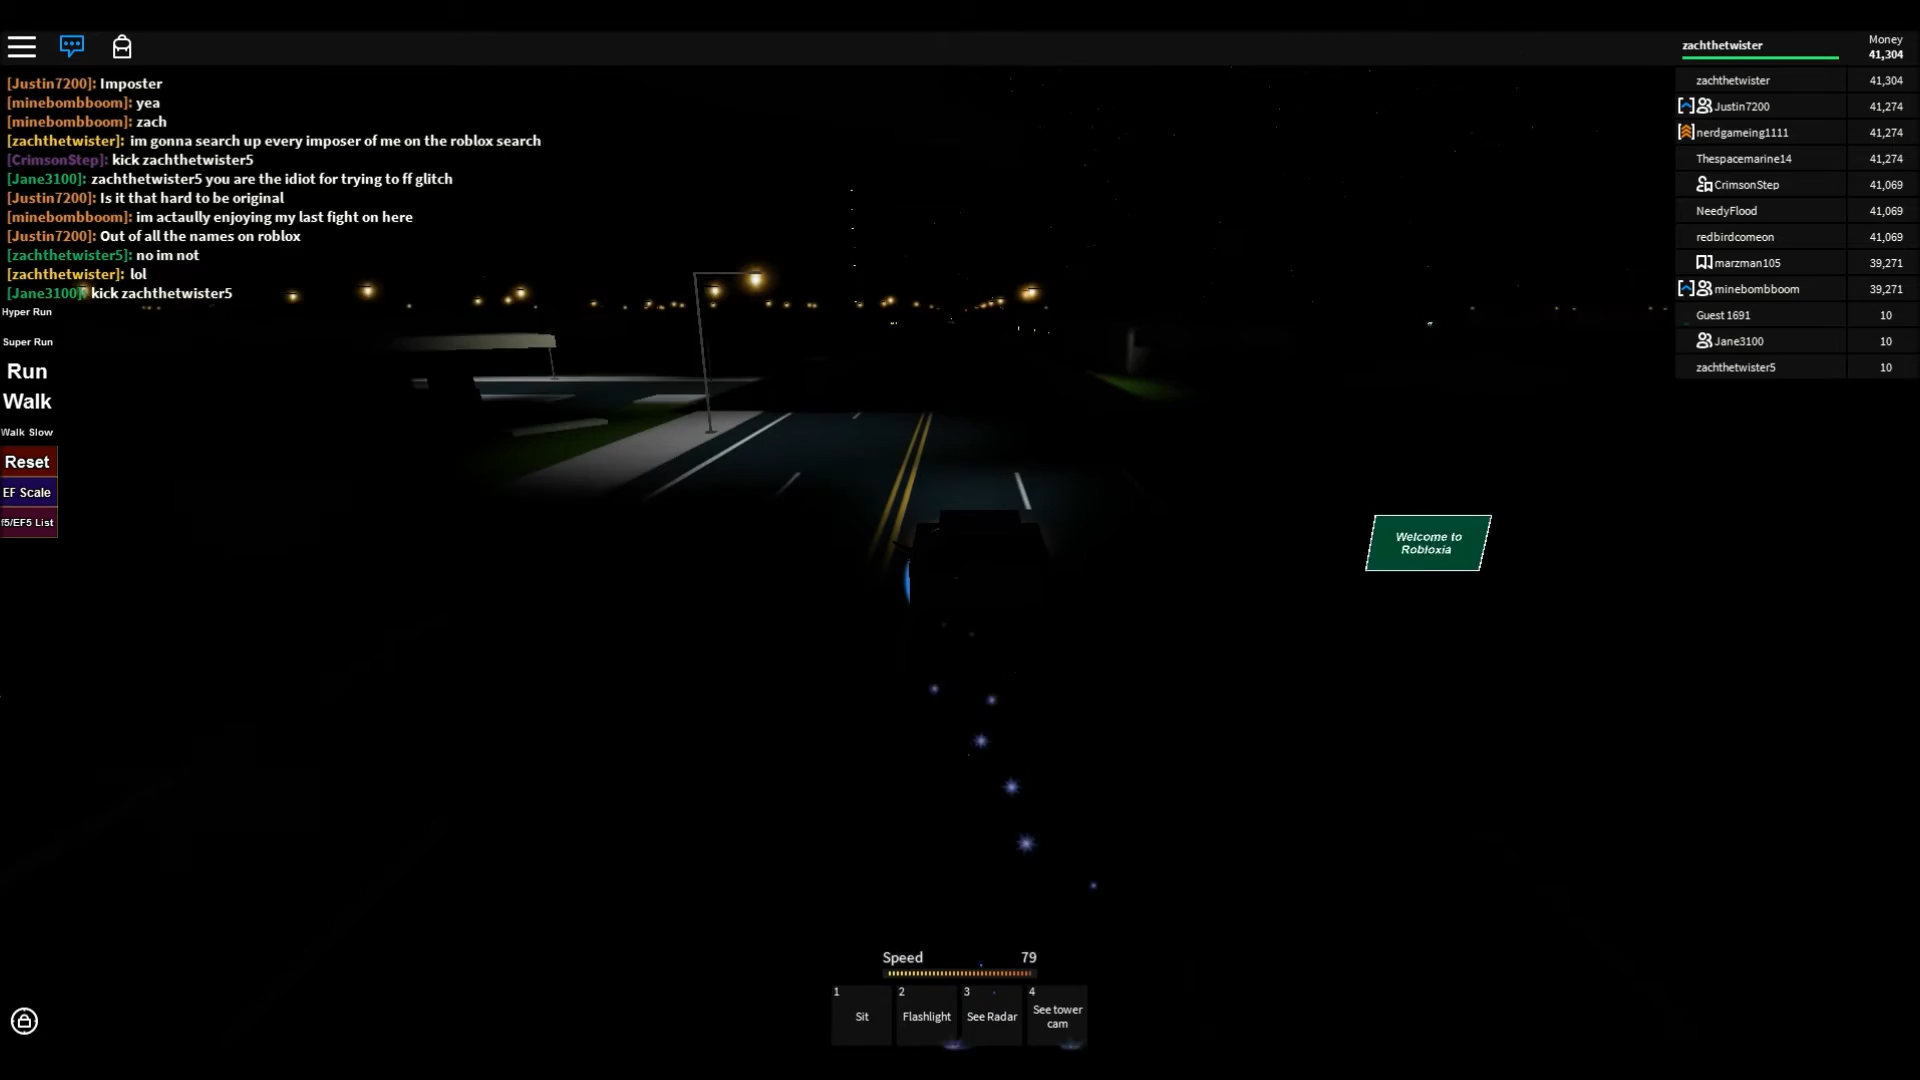 zachthetwister
Money
41,304
[Justin7200]: Imposter
[minebombboom]: yea
[minebombboom]: zach
[zachthetwister]: im gonna search up every imposer of me on the roblox search
[CrimsonStep]: kick zachthetwister5
[Jane3100]: zachthetwister5 you are the idiot for trying to ff glitch
[Justin7200]: Is it that hard to be original
[minebombboom]: im actaully enjoying my last fight on here
[Justin7200]: Out of all the names on roblox
[zachthetwister5]: no im not
[zachthetwister]: lol
[Jane3100]: kick zachthetwister5
Hyper Run
Super Run
Run
Walk
Walk Slow
Reset
EF Scale
f5/EF5 List
zachthetwister 41,304
Justin7200 41,274
nerdgameing1111 41,274
Thespacemarine14 41,274
CrimsonStep 41,069
NeedyFlood 41,069
redbirdcomeon 41,069
marzman105 39,271
minebombboom 39,271
Guest 1691 10
Jane3100 10
zachthetwister5 10
Welcome to
Robloxia
Speed 79
1 2 3 4
Sit
Flashlight
See Radar
See tower
cam